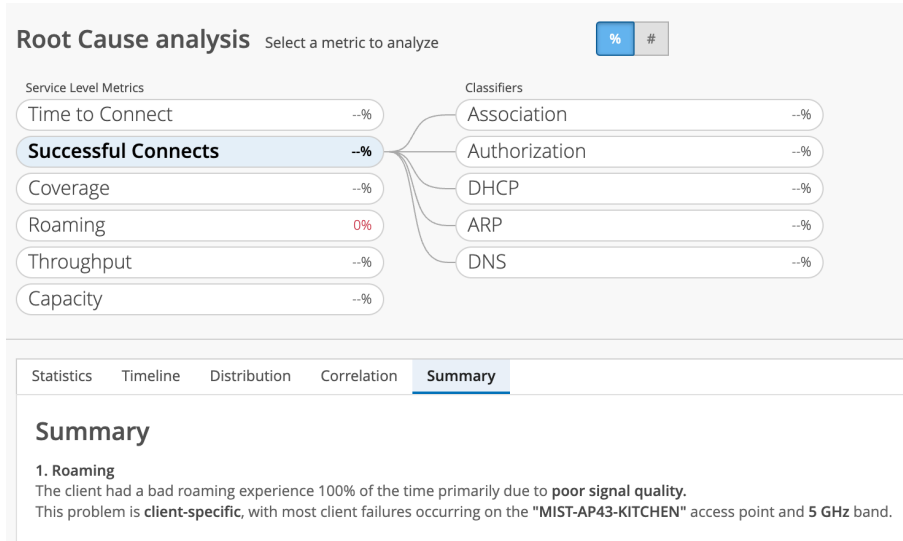 Root Cause analysis Select a metric to analyze % #
Service Level Metrics Classifiers
Time to Connect --% Association --%
Successful Connects --% Authorization --%
Coverage --% DHCP --%
Roaming 0% ARP --%
Throughput --% DNS --%
Capacity --%
Statistics Timeline Distribution Correlation Summary
Summary
1. Roaming
The client had a bad roaming experience 100% of the time primarily due to poor signal quality.
This problem is client-specific, with most client failures occurring on the "MIST-AP43-KITCHEN" access point and 5 GHz band.